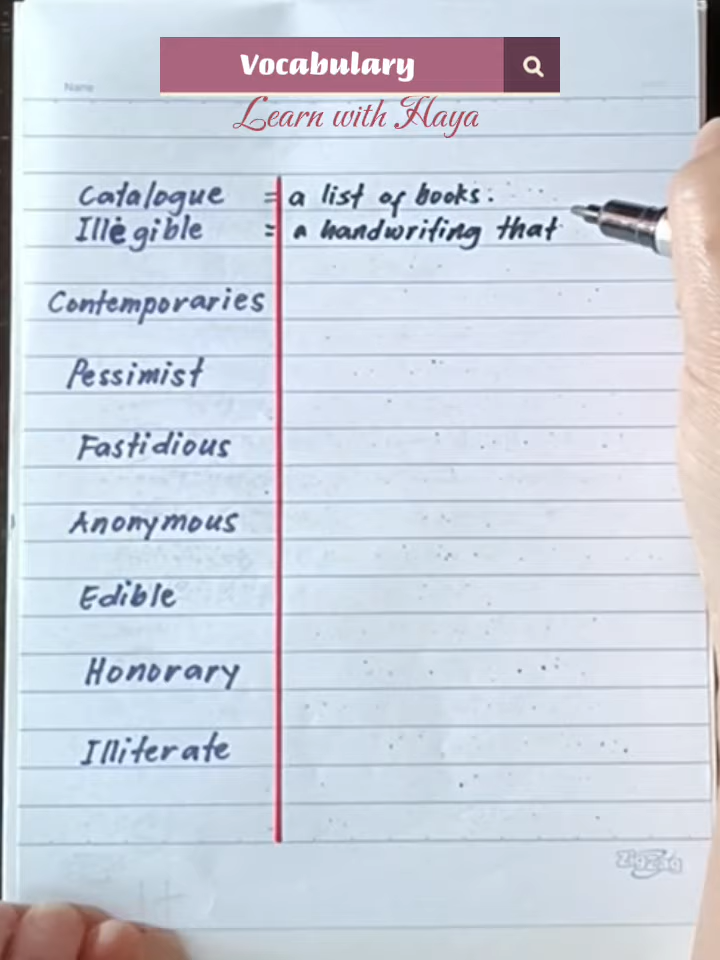 Vocabulary
Learn with Haya
Name
Catalogue = a list of books.
Illegible = a handwriting that
Contemporaries
Pessimist
Fastidious
Anonymous
Edible
Honorary
Illiterate
ZigZag